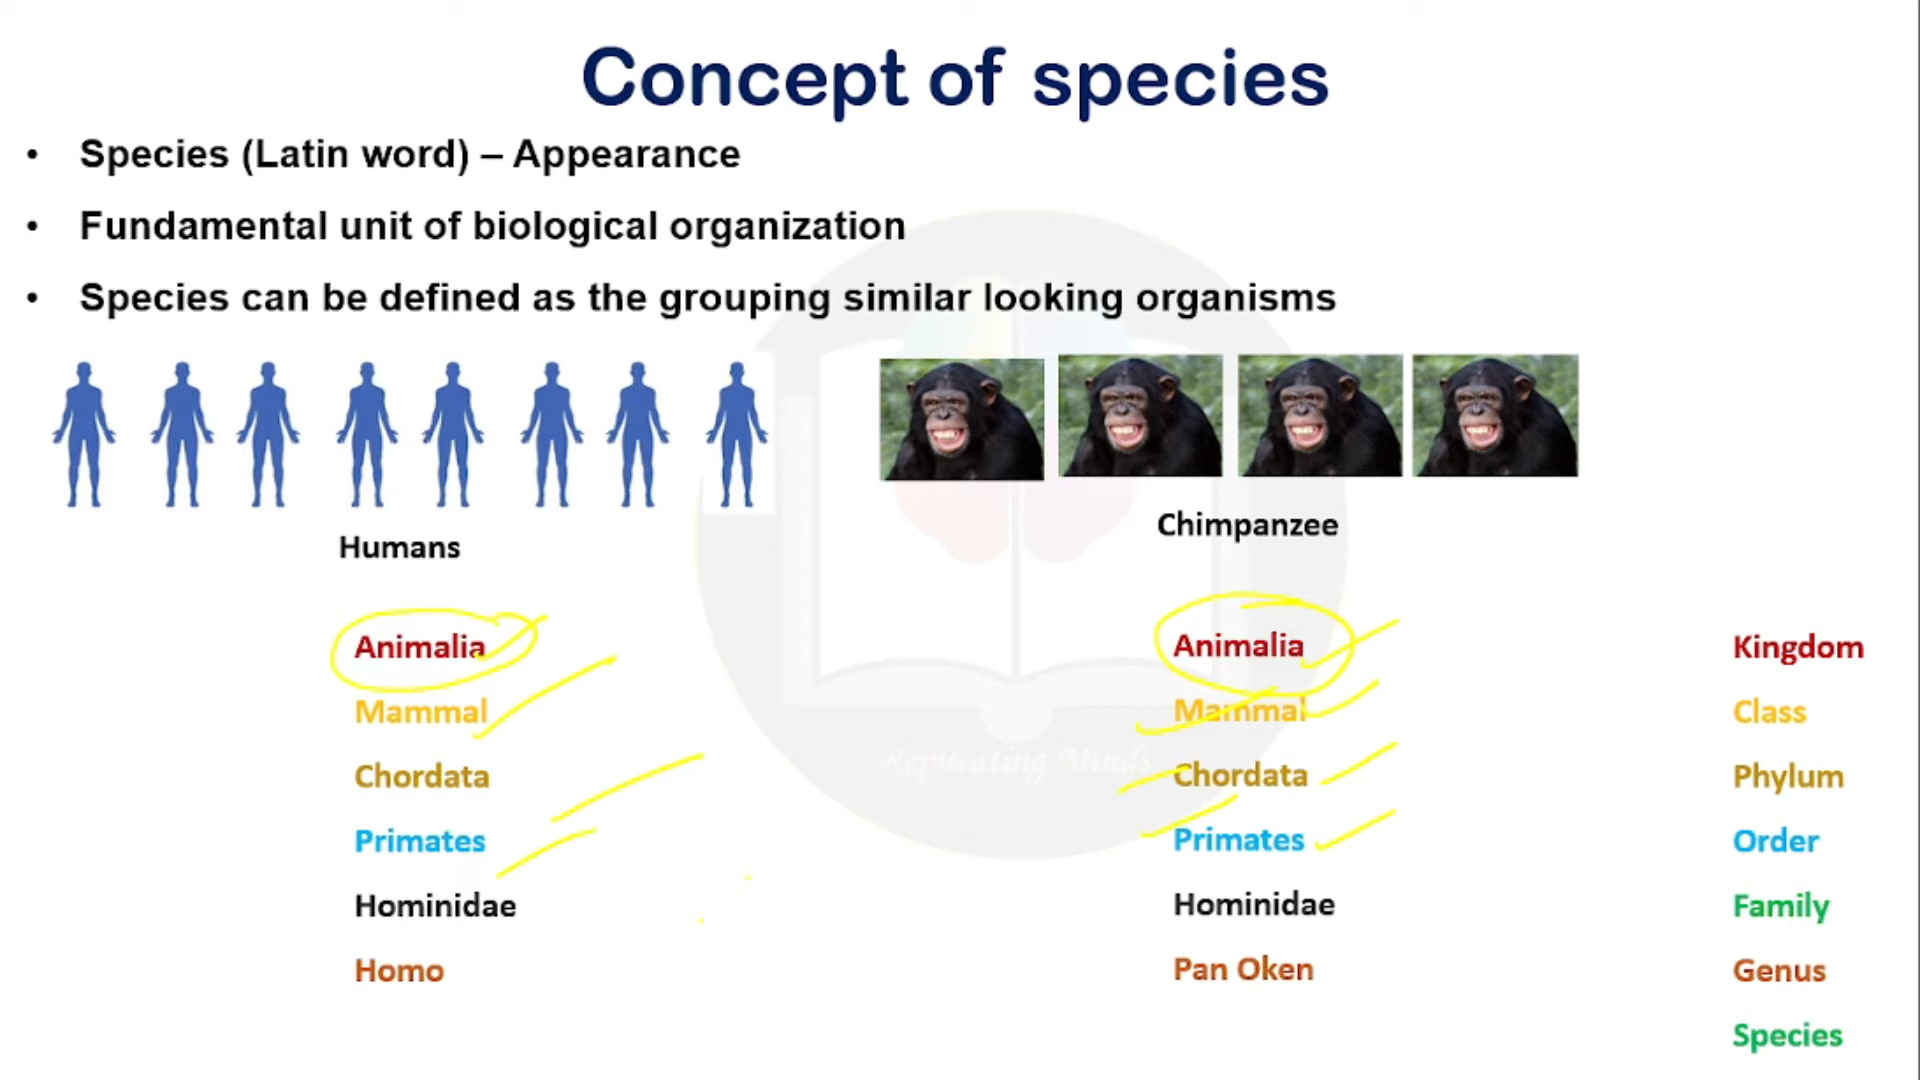 Concept of species
• Species (Latin word) – Appearance
• Fundamental unit of biological organization
• Species can be defined as the grouping similar looking organisms
Humans
Chimpanzee
Animalia Animalia Kingdom
Mammal Mammal Class
Chordata Chordata Phylum
Primates Primates Order
Hominidae Hominidae Family
Homo Pan Oken Genus
Species